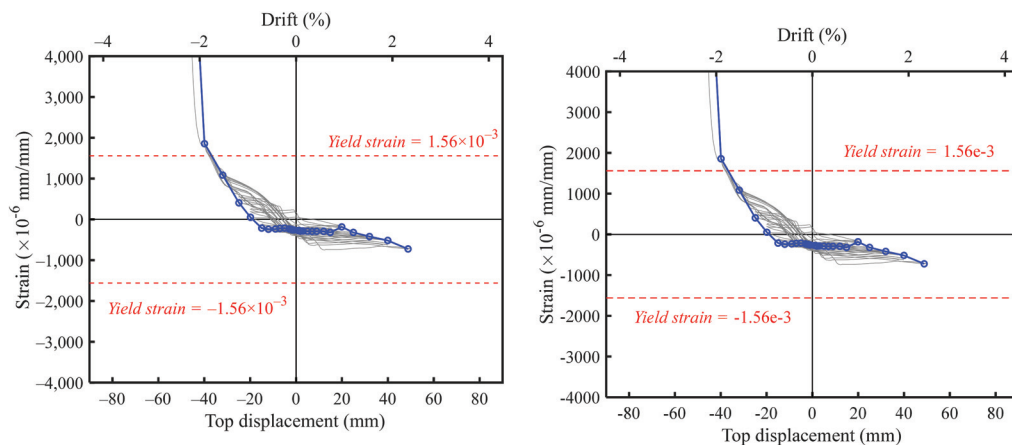 Drift (%)
–4 –2 0 2 4
4,000
3,000
2,000
1,000
0
–1,000
–2,000
–3,000
–4,000
Strain (×10⁻⁶ mm/mm)
Yield strain = 1.56×10⁻³
Yield strain = –1.56×10⁻³
–80 –60 –40 –20 0 20 40 60 80
Top displacement (mm)
Drift (%)
-4 -2 0 2 4
4000
3000
2000
1000
0
-1000
-2000
-3000
-4000
Strain (×10⁻⁶ mm/mm)
Yield strain = 1.56e-3
Yield strain = -1.56e-3
-80 -60 -40 -20 0 20 40 60 80
Top displacement (mm)